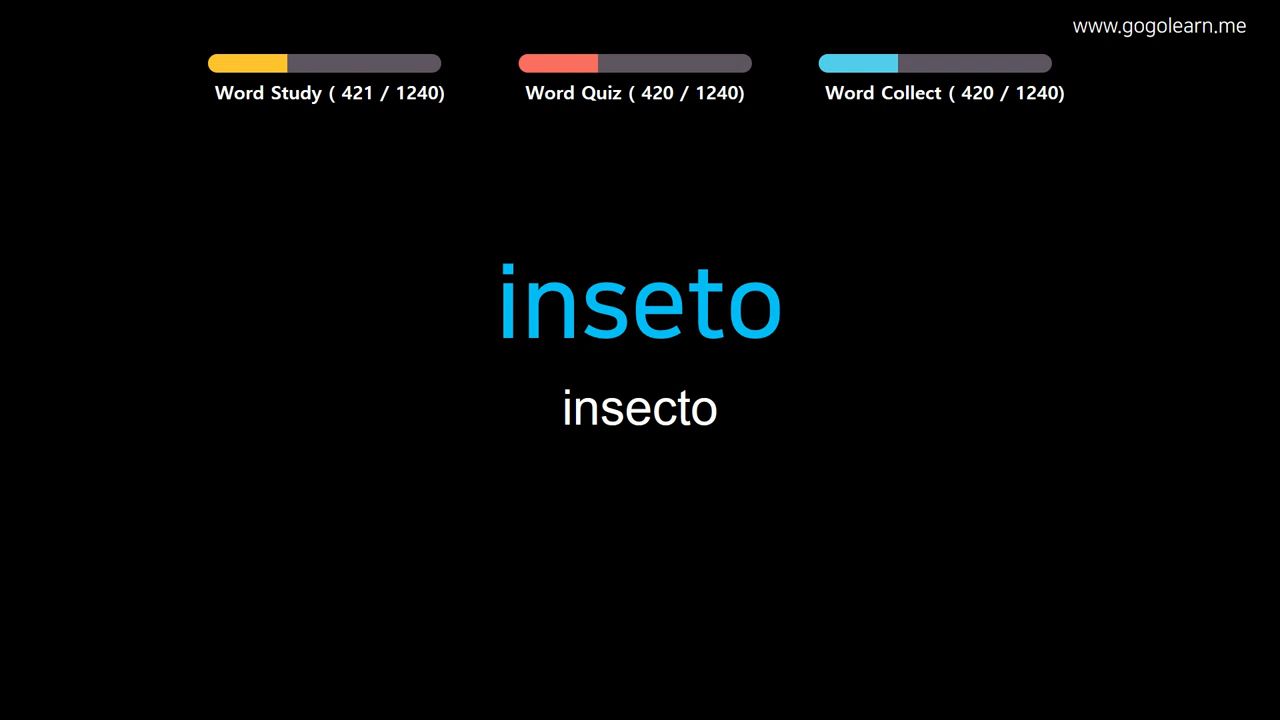 www.gogolearn.me
Word Study ( 421 / 1240)
Word Quiz ( 420 / 1240)
Word Collect ( 420 / 1240)
inseto
insecto